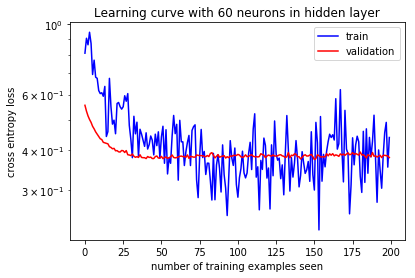 Learning curve with 60 neurons in hidden layer
10⁰
6 × 10⁻¹
4 × 10⁻¹
3 × 10⁻¹
cross entropy loss
train
validation
0 25 50 75 100 125 150 175 200
number of training examples seen